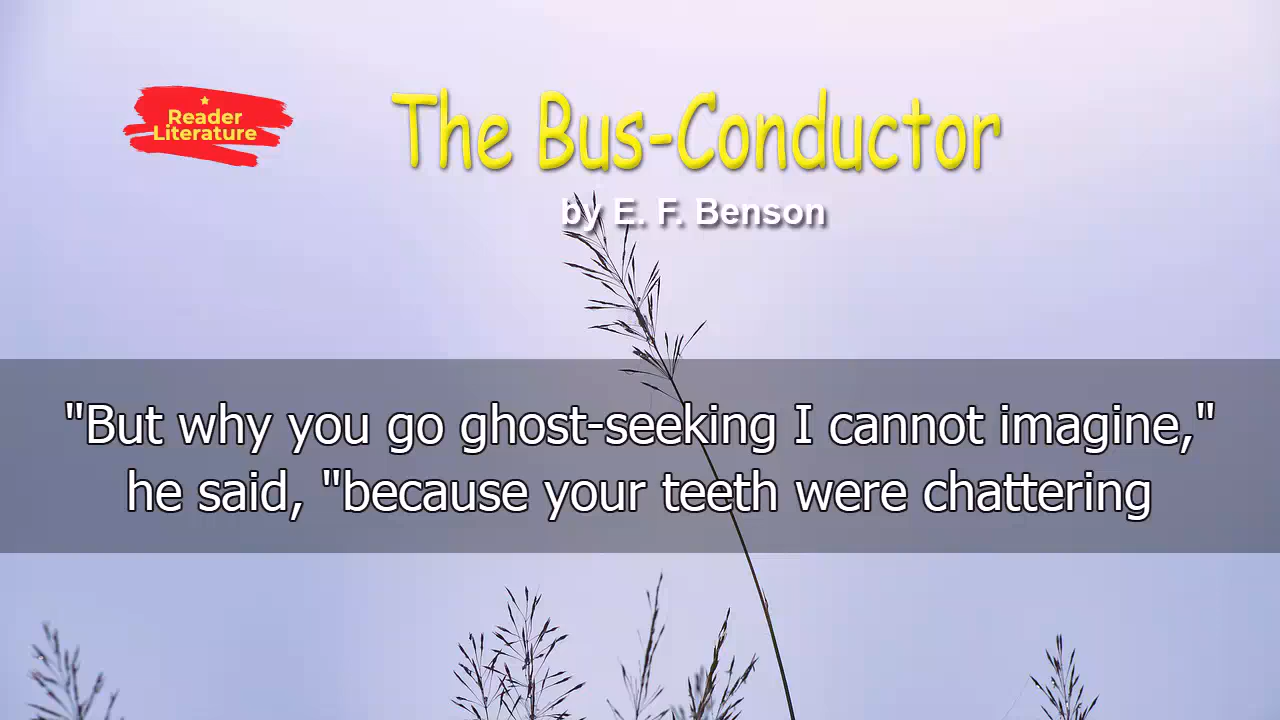 Reader
Literature
The Bus-Conductor
by E. F. Benson
"But why you go ghost-seeking I cannot imagine,"
he said, "because your teeth were chattering